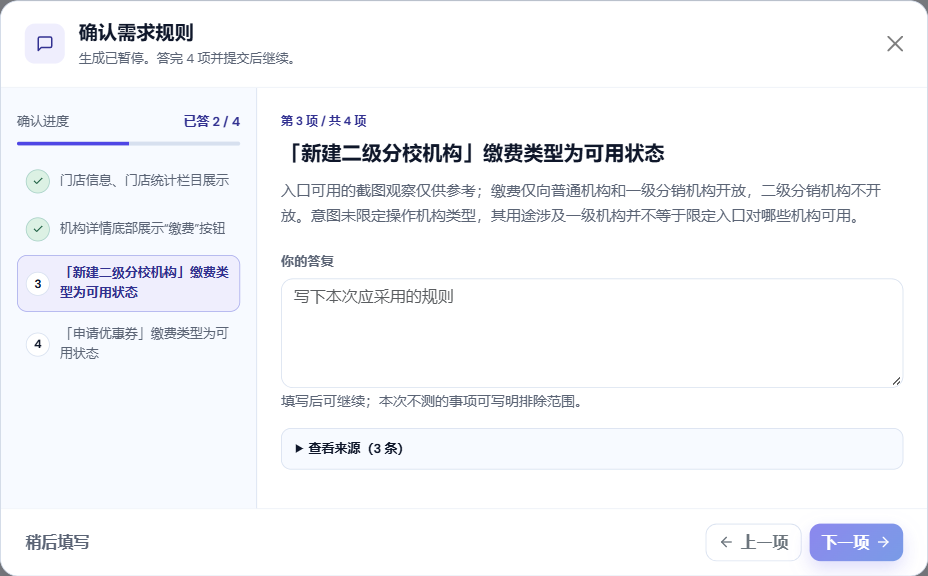 确认需求规则
生成已暂停。答完 4 项并提交后继续。
确认进度
已答 2 / 4
门店信息、门店统计栏目展示
机构详情底部展示“缴费”按钮
3
「新建二级分校机构」缴费类
型为可用状态
4
「申请优惠券」缴费类型为可
用状态
第 3 项 / 共 4 项
「新建二级分校机构」缴费类型为可用状态
入口可用的截图观察仅供参考；缴费仅向普通机构和一级分销机构开放，二级分销机构不开
放。意图未限定操作机构类型，其用途涉及一级机构并不等于限定入口对哪些机构可用。
你的答复
写下本次应采用的规则
填写后可继续；本次不测的事项可写明排除范围。
▶ 查看来源（3 条）
稍后填写
← 上一项
下一项 →